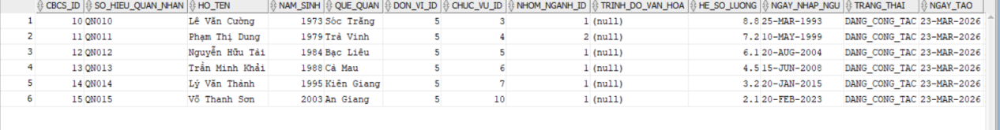 CBCS_ID SO_HIEU_QUAN_NHAN HO_TEN NAM_SINH QUE_QUAN DON_VI_ID CHUC_VU_ID NHOM_NGANH_ID TRINH_DO_VAN_HOA HE_SO_LUONG NGAY_NHAP_NGU TRANG_THAI NGAY_TAO
1 10 QN010 Lê Văn Cường 1973 Sóc Trăng 5 3 1 (null) 8.8 25-MAR-1993 DANG_CONG_TAC 23-MAR-2026
2 11 QN011 Phạm Thị Dung 1979 Trà Vinh 5 4 2 (null) 7.2 10-MAY-1999 DANG_CONG_TAC 23-MAR-2026
3 12 QN012 Nguyễn Hữu Tài 1984 Bạc Liêu 5 5 1 (null) 6.1 20-AUG-2004 DANG_CONG_TAC 23-MAR-2026
4 13 QN013 Trần Minh Khải 1988 Cà Mau 5 6 1 (null) 4.5 15-JUN-2008 DANG_CONG_TAC 23-MAR-2026
5 14 QN014 Lý Văn Thành 1995 Kiên Giang 5 7 1 (null) 3.2 20-JAN-2015 DANG_CONG_TAC 23-MAR-2026
6 15 QN015 Võ Thanh Sơn 2003 An Giang 5 10 1 (null) 2.1 20-FEB-2023 DANG_CONG_TAC 23-MAR-2026